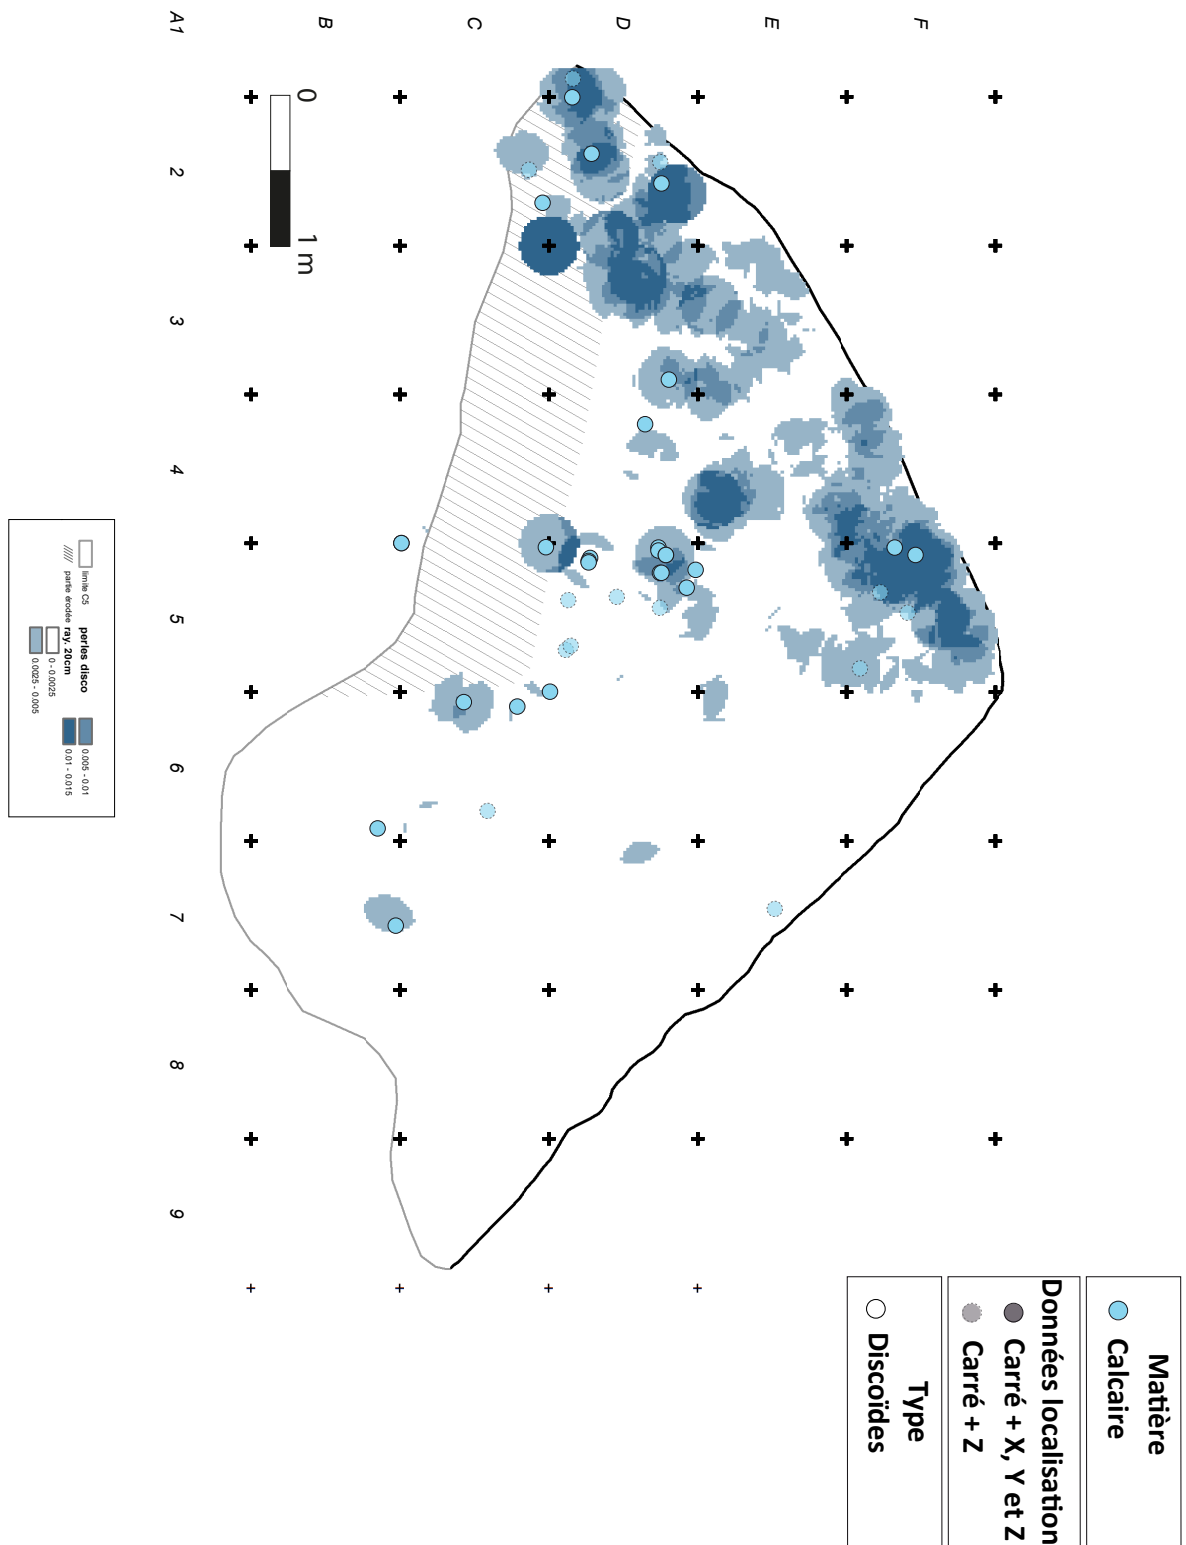 A1
B
C
D
E
F
2
3
4
5
6
7
8
9
0
1 m
limite C5
partie érodée
perles disco
ray. 20cm
0 - 0.0025
0.0025 - 0.005
0.005 - 0.01
0.01 - 0.015
Matière
Calcaire
Données localisation
Carré + X, Y et Z
Carré + Z
Type
Discoïdes